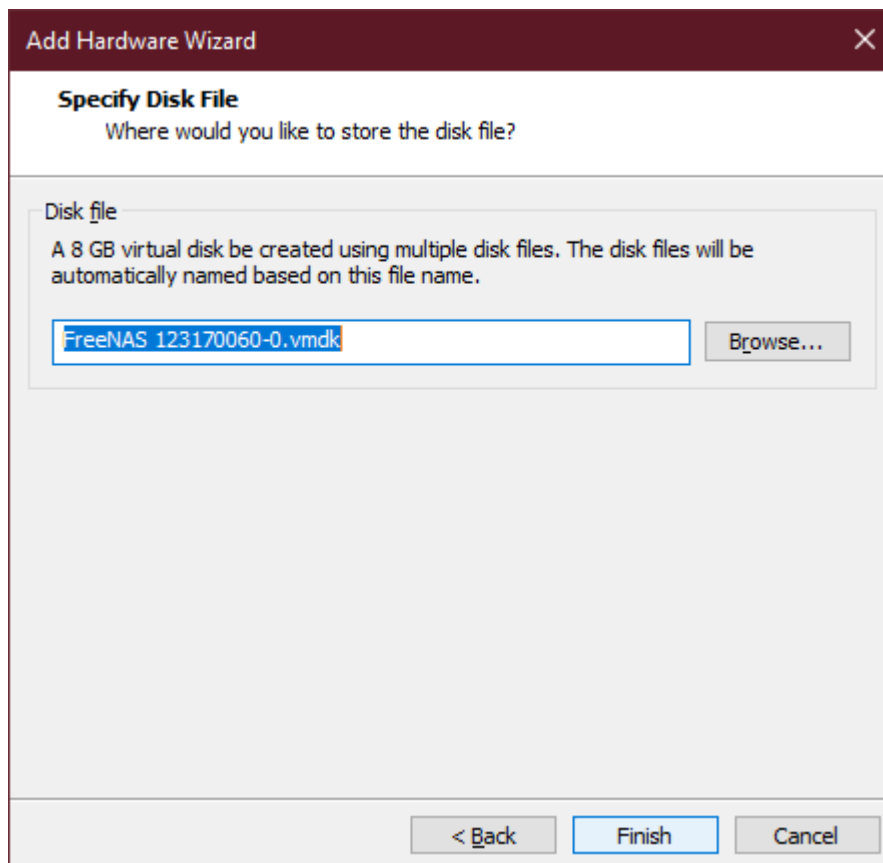 Add Hardware Wizard
Specify Disk File
Where would you like to store the disk file?
Disk file
A 8 GB virtual disk be created using multiple disk files. The disk files will be
automatically named based on this file name.
FreeNAS 123170060-0.vmdk
Browse...
< Back
Finish
Cancel